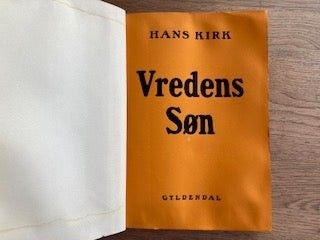 HANS KIRK
Vredens
Søn
GYLDENDAL